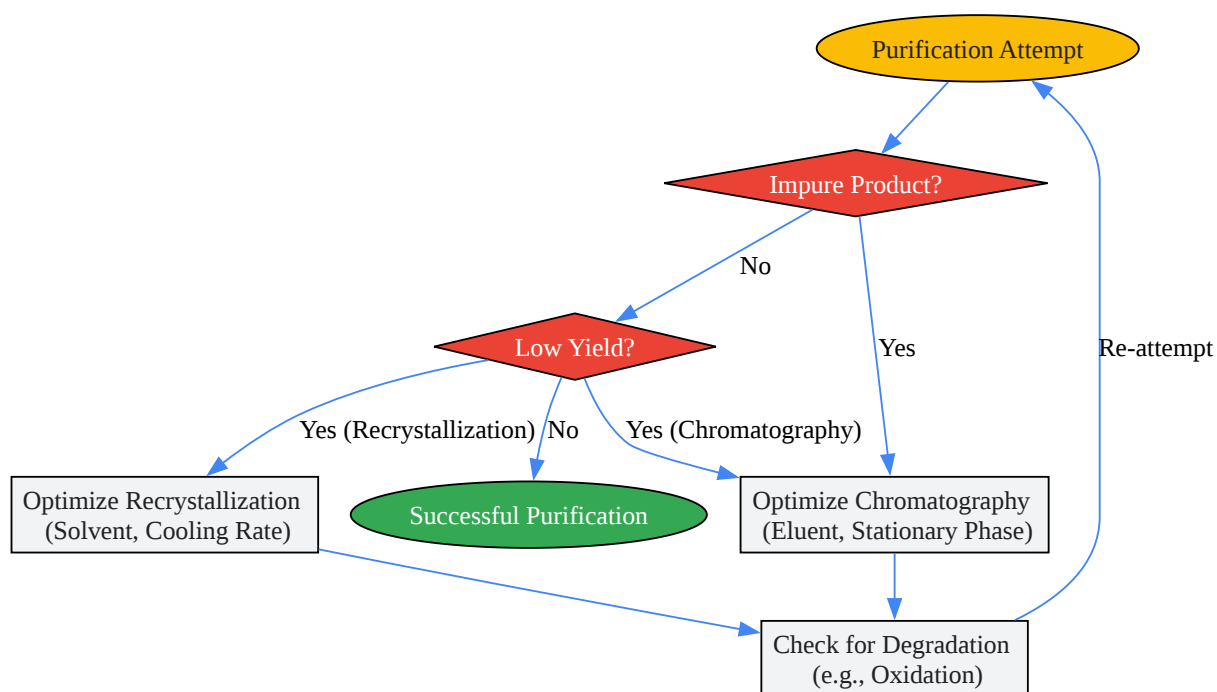 Purification Attempt
Impure Product?
No
Low Yield?
Yes
Re-attempt
Yes (Recrystallization)
No
Yes (Chromatography)
Optimize Recrystallization
(Solvent, Cooling Rate)
Successful Purification
Optimize Chromatography
(Eluent, Stationary Phase)
Check for Degradation
(e.g., Oxidation)